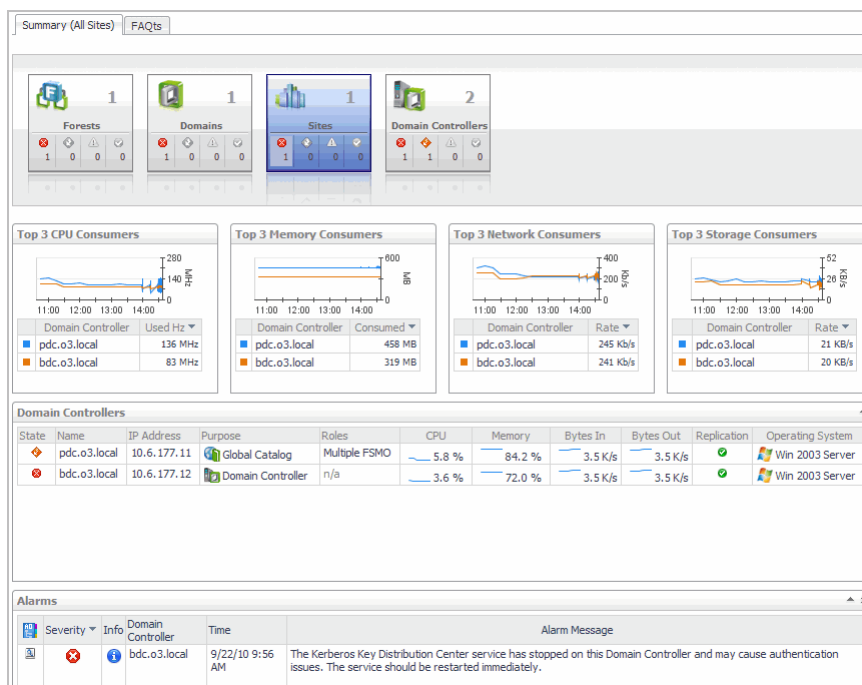 Summary (All Sites) FAQts
1 1 1 2
Forests Domains Sites Domain Controllers
1 0 0 0 1 0 0 0 1 0 0 0 1 1 0 0
Top 3 CPU Consumers
280
140
0
MHz
11:00 12:00 13:00 14:00
Domain Controller Used Hz
pdc.o3.local 136 MHz
bdc.o3.local 83 MHz
Top 3 Memory Consumers
600
0
MB
11:00 12:00 13:00 14:00
Domain Controller Consumed
pdc.o3.local 458 MB
bdc.o3.local 319 MB
Top 3 Network Consumers
400
200
0
Kb/s
11:00 12:00 13:00 14:00
Domain Controller Rate
pdc.o3.local 245 Kb/s
bdc.o3.local 241 Kb/s
Top 3 Storage Consumers
52
26
0
KB/s
11:00 12:00 13:00 14:00
Domain Controller Rate
pdc.o3.local 21 KB/s
bdc.o3.local 20 KB/s
Domain Controllers
State Name IP Address Purpose Roles CPU Memory Bytes In Bytes Out Replication Operating System
pdc.o3.local 10.6.177.11 Global Catalog Multiple FSMO 5.8 % 84.2 % 3.5 K/s 3.5 K/s Win 2003 Server
bdc.o3.local 10.6.177.12 Domain Controller n/a 3.6 % 72.0 % 3.5 K/s 3.5 K/s Win 2003 Server
Alarms
Severity Info Domain Controller Time Alarm Message
bdc.o3.local 9/22/10 9:56 AM The Kerberos Key Distribution Center service has stopped on this Domain Controller and may cause authentication
issues. The service should be restarted immediately.